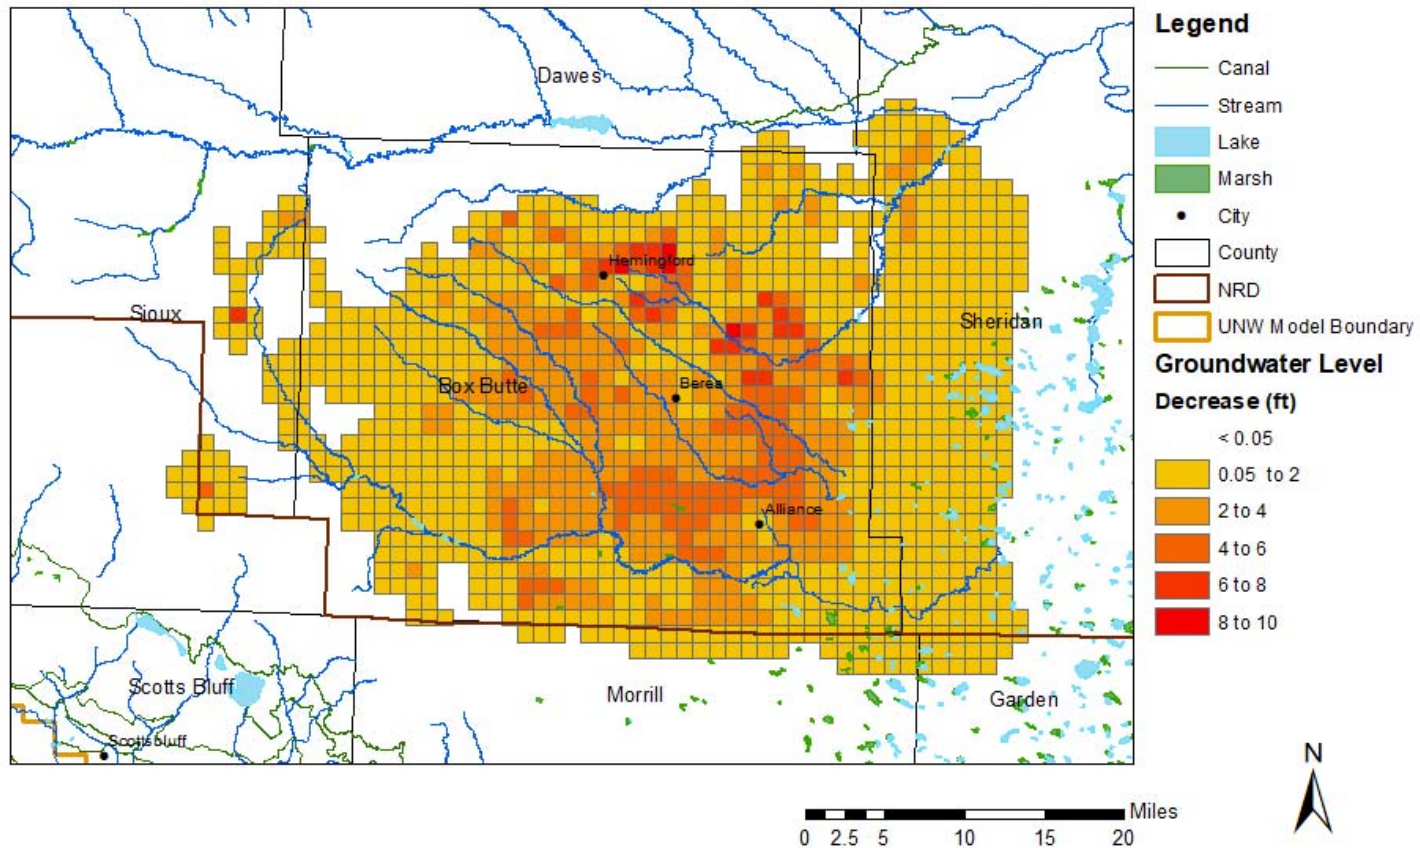 Dawes
Sioux
Hemingford
Sheridan
Box Butte
Berea
Alliance
Scotts Bluff
Morrill
Garden
Scottsbluff
Legend
Canal
Stream
Lake
Marsh
City
County
NRD
UNW Model Boundary
Groundwater Level
Decrease (ft)
< 0.05
0.05 to 2
2 to 4
4 to 6
6 to 8
8 to 10
N
Miles
0 2.5 5 10 15 20